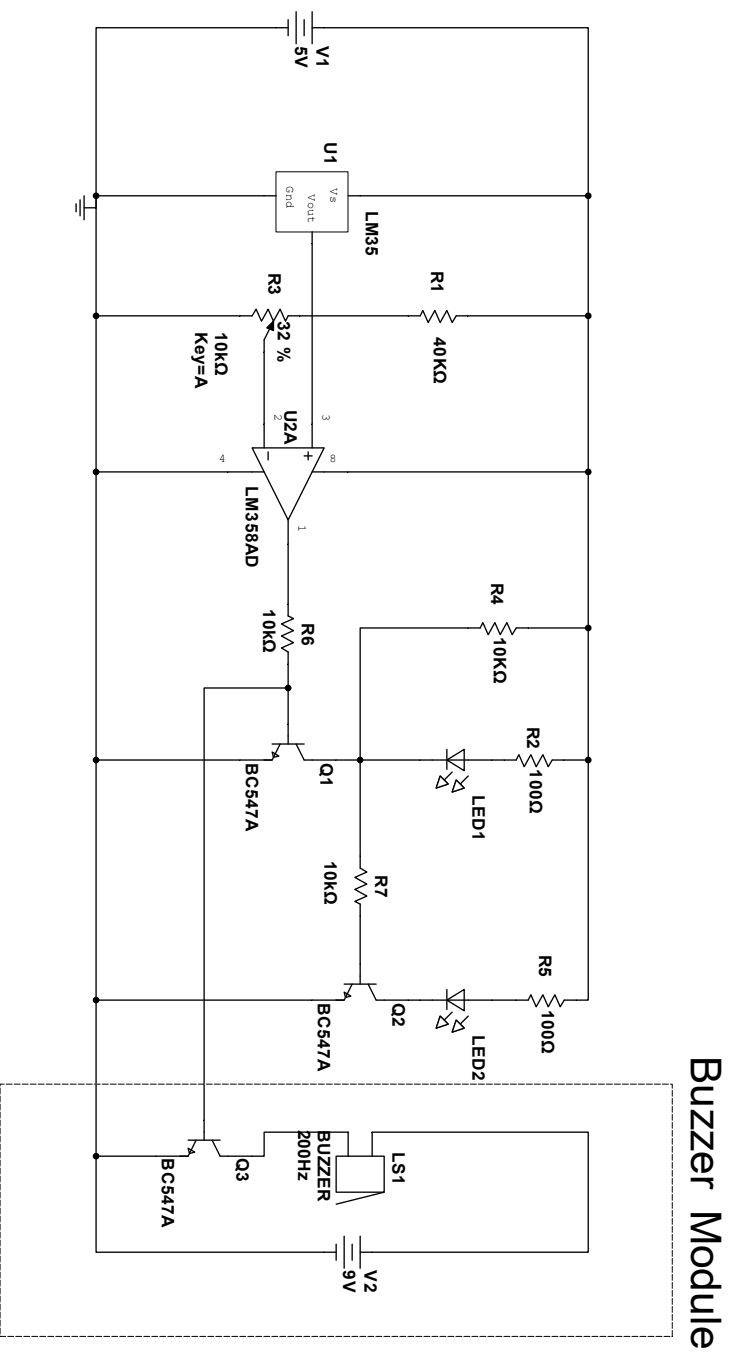 Buzzer Module
V1
5V
U1
LM35
Vs
Vout
Gnd
R1
40KΩ
R3
32 %
10kΩ
Key=A
U2A
LM358AD
3
2
8
4
1
R6
10kΩ
R4
10KΩ
R2
100Ω
LED1
Q1
BC547A
R7
10kΩ
R5
100Ω
LED2
Q2
BC547A
LS1
BUZZER
200Hz
Q3
BC547A
V2
9V